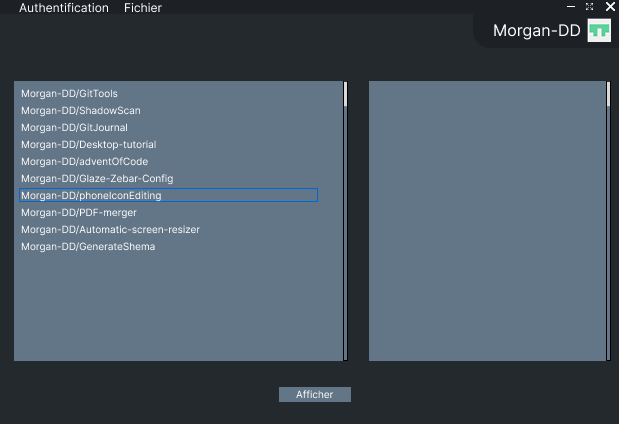 Authentification Fichier
Morgan-DD
Morgan-DD/GitTools
Morgan-DD/ShadowScan
Morgan-DD/GitJournal
Morgan-DD/Desktop-tutorial
Morgan-DD/adventOfCode
Morgan-DD/Glaze-Zebar-Config
Morgan-DD/phoneIconEditing
Morgan-DD/PDF-merger
Morgan-DD/Automatic-screen-resizer
Morgan-DD/GenerateShema
Afficher